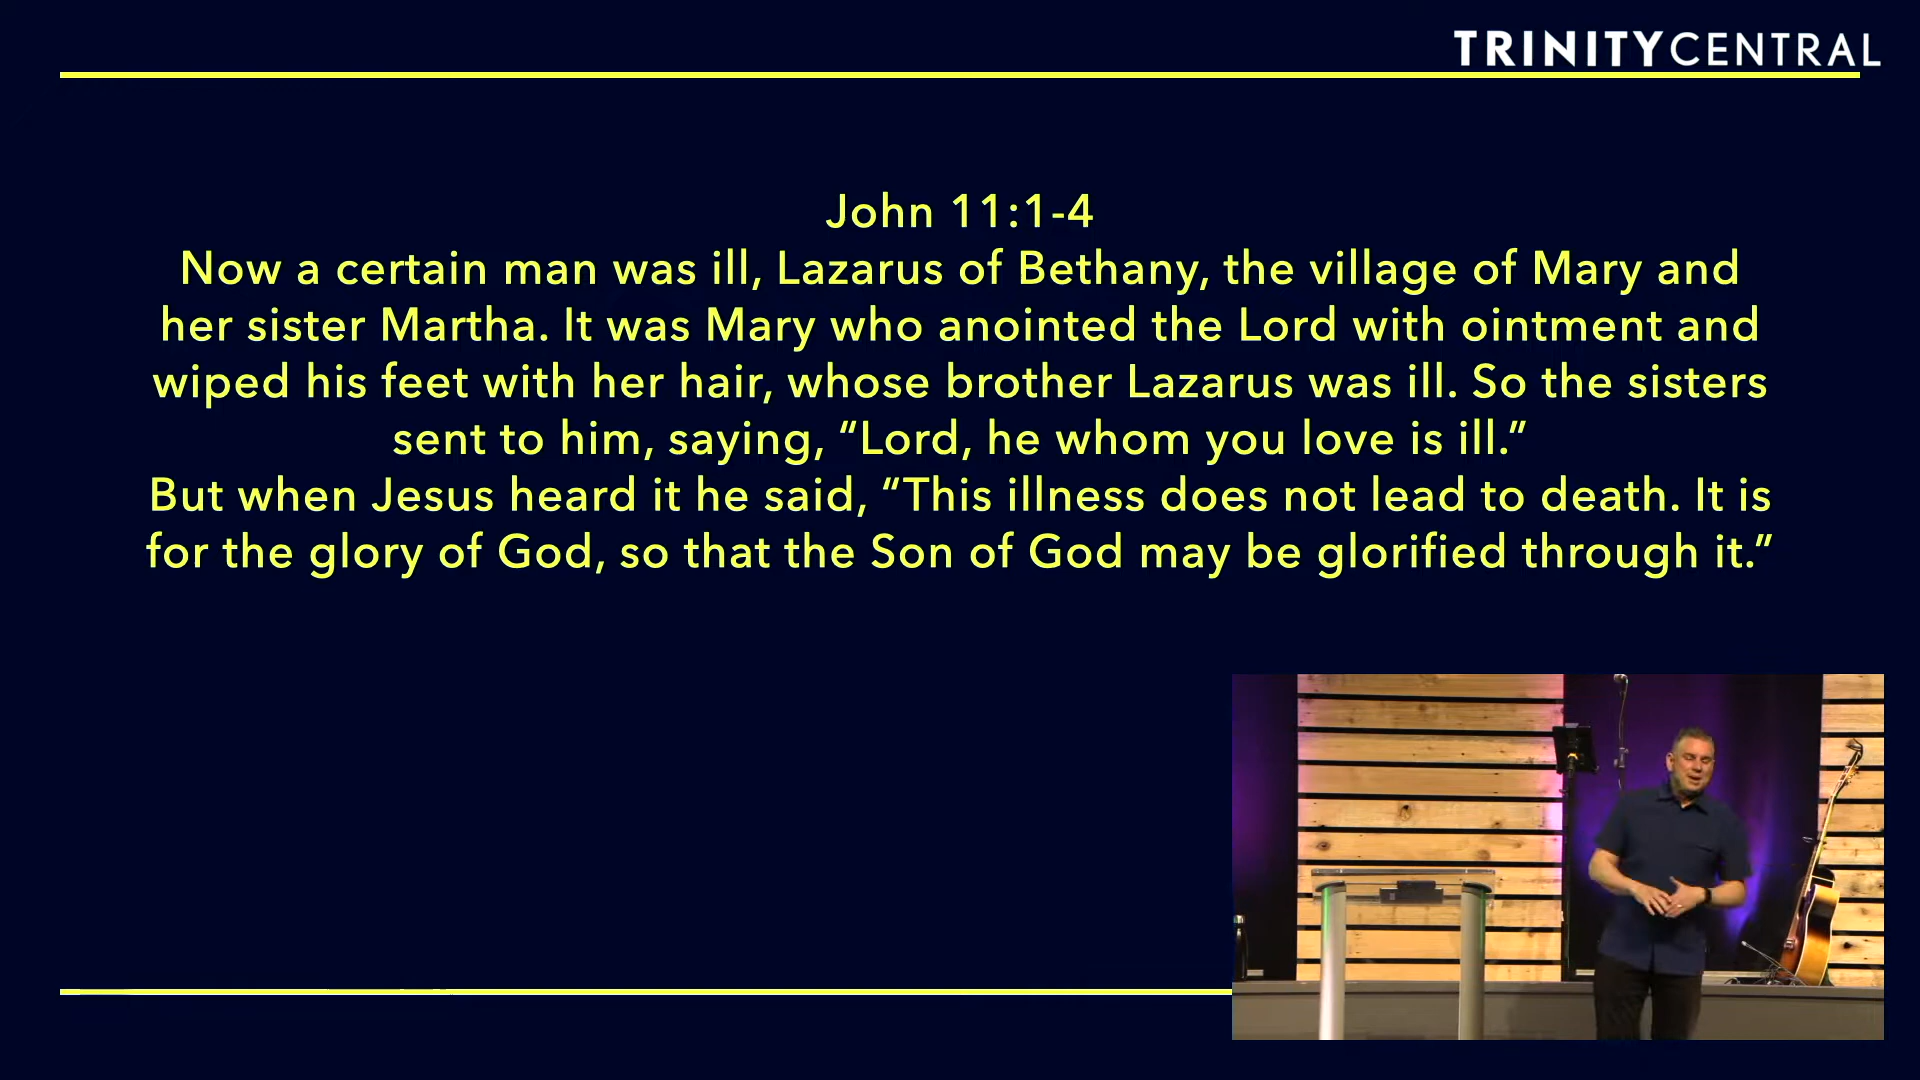 TRINITYCENTRAL
John 11:1-4
Now a certain man was ill, Lazarus of Bethany, the village of Mary and
her sister Martha. It was Mary who anointed the Lord with ointment and
wiped his feet with her hair, whose brother Lazarus was ill. So the sisters
sent to him, saying, “Lord, he whom you love is ill.”
But when Jesus heard it he said, “This illness does not lead to death. It is
for the glory of God, so that the Son of God may be glorified through it.”